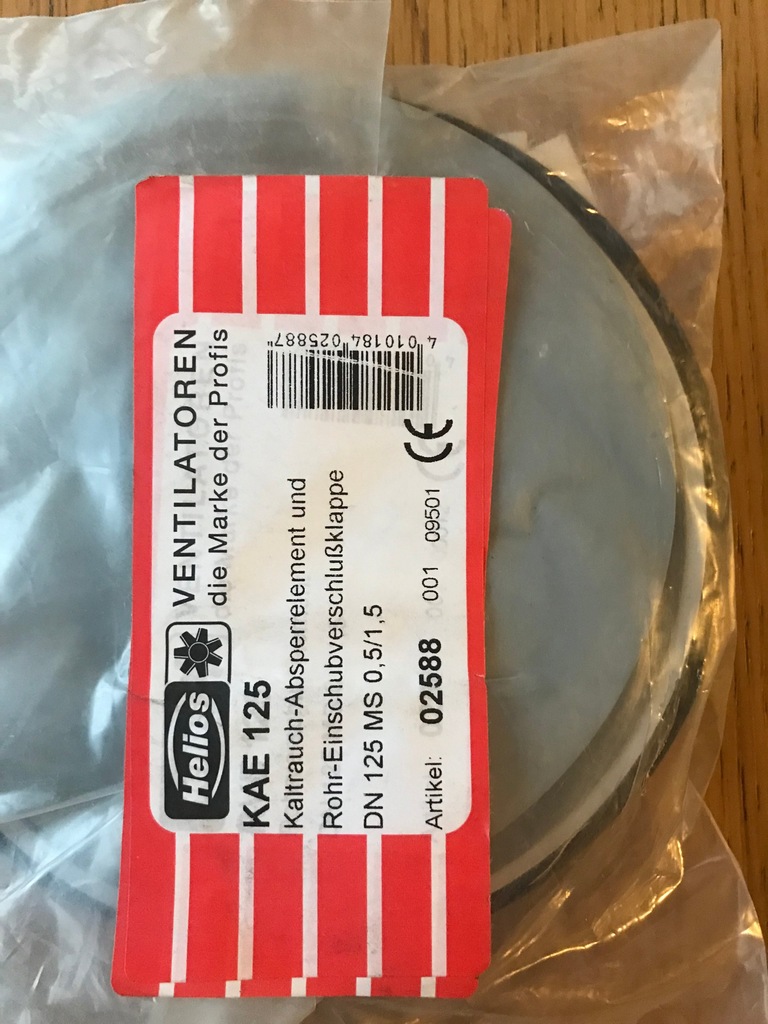 Helios VENTILATOREN
die Marke der Profis
KAE 125
Kaltrauch-Absperrelement und
Rohr-Einschubverschlußklappe
DN 125 MS 0,5/1,5
Artikel: 02588 001 09501 CE
4 010184 025887